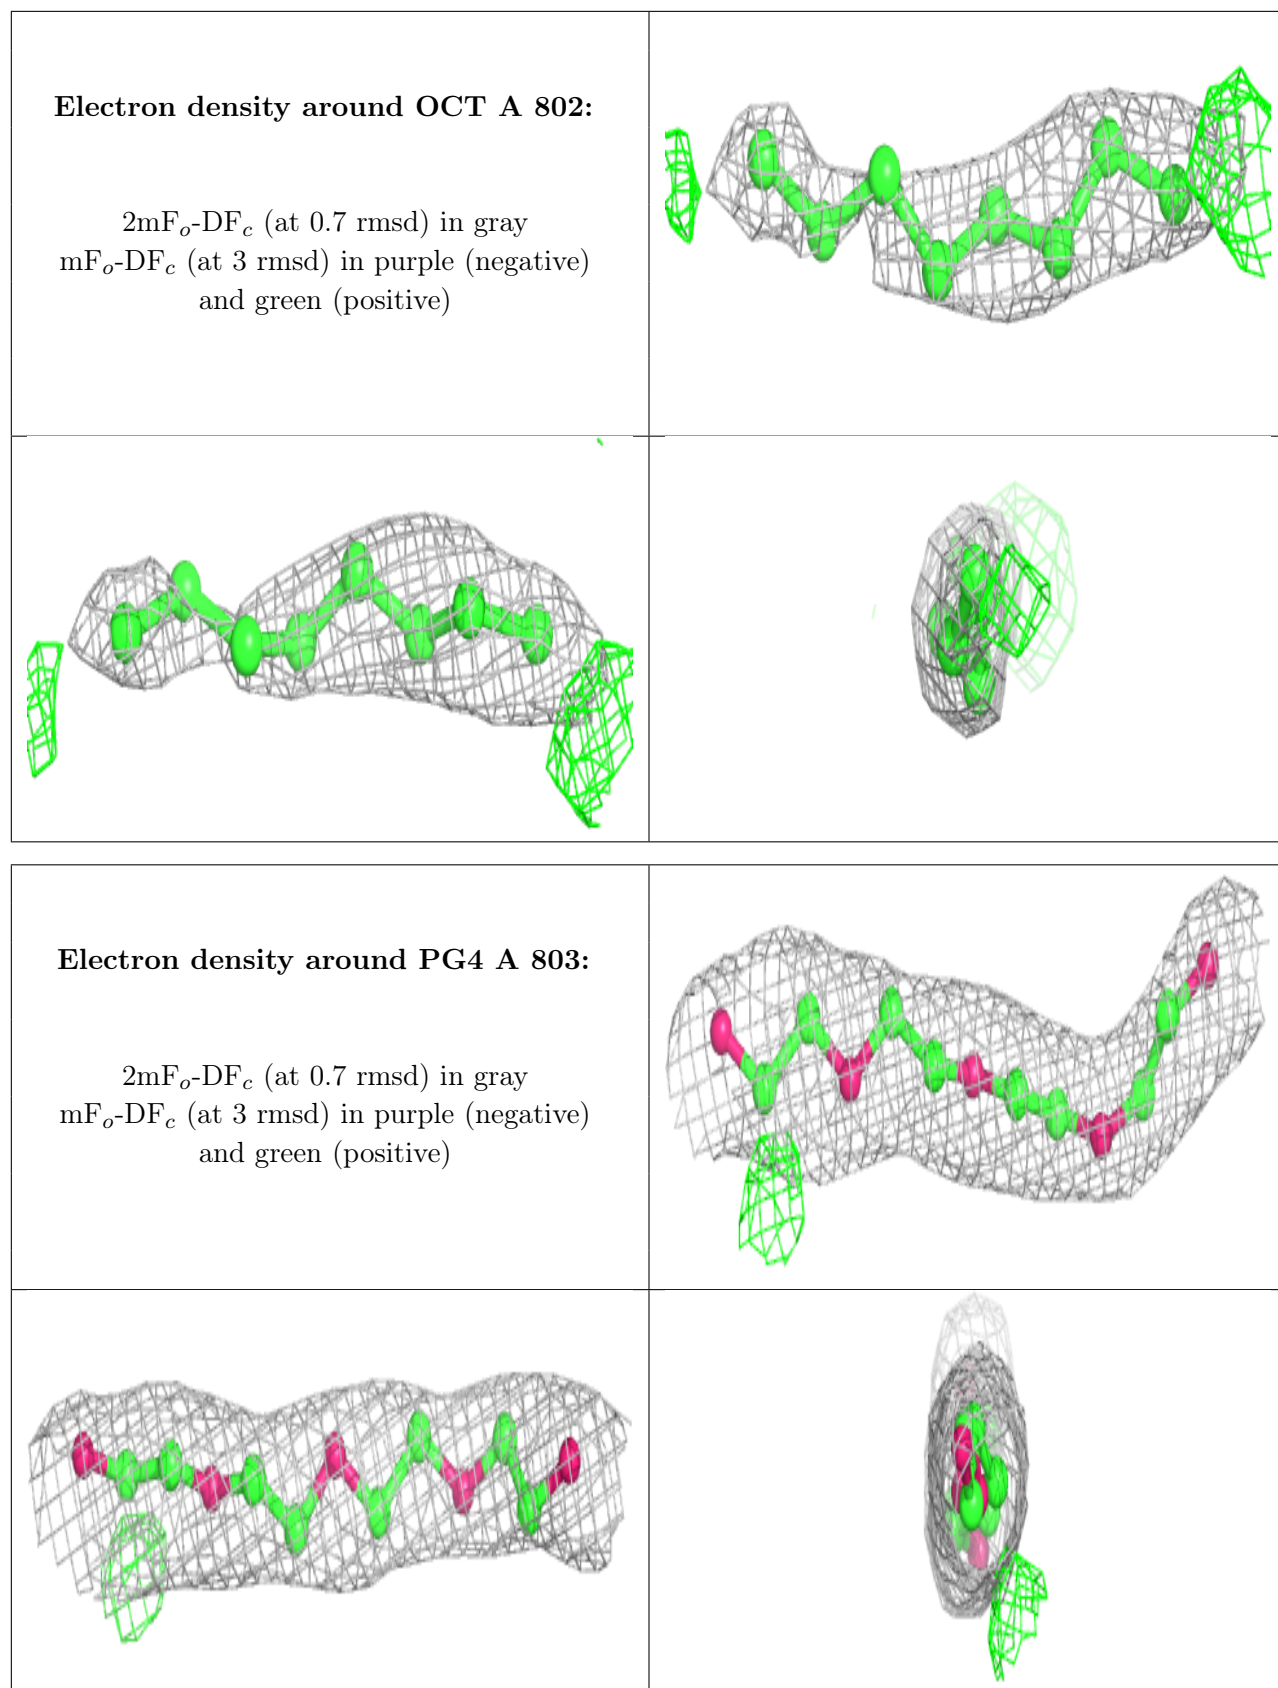 Electron density around OCT A 802:
2mFo-DFc (at 0.7 rmsd) in gray
mFo-DFc (at 3 rmsd) in purple (negative)
and green (positive)
Electron density around PG4 A 803:
2mFo-DFc (at 0.7 rmsd) in gray
mFo-DFc (at 3 rmsd) in purple (negative)
and green (positive)